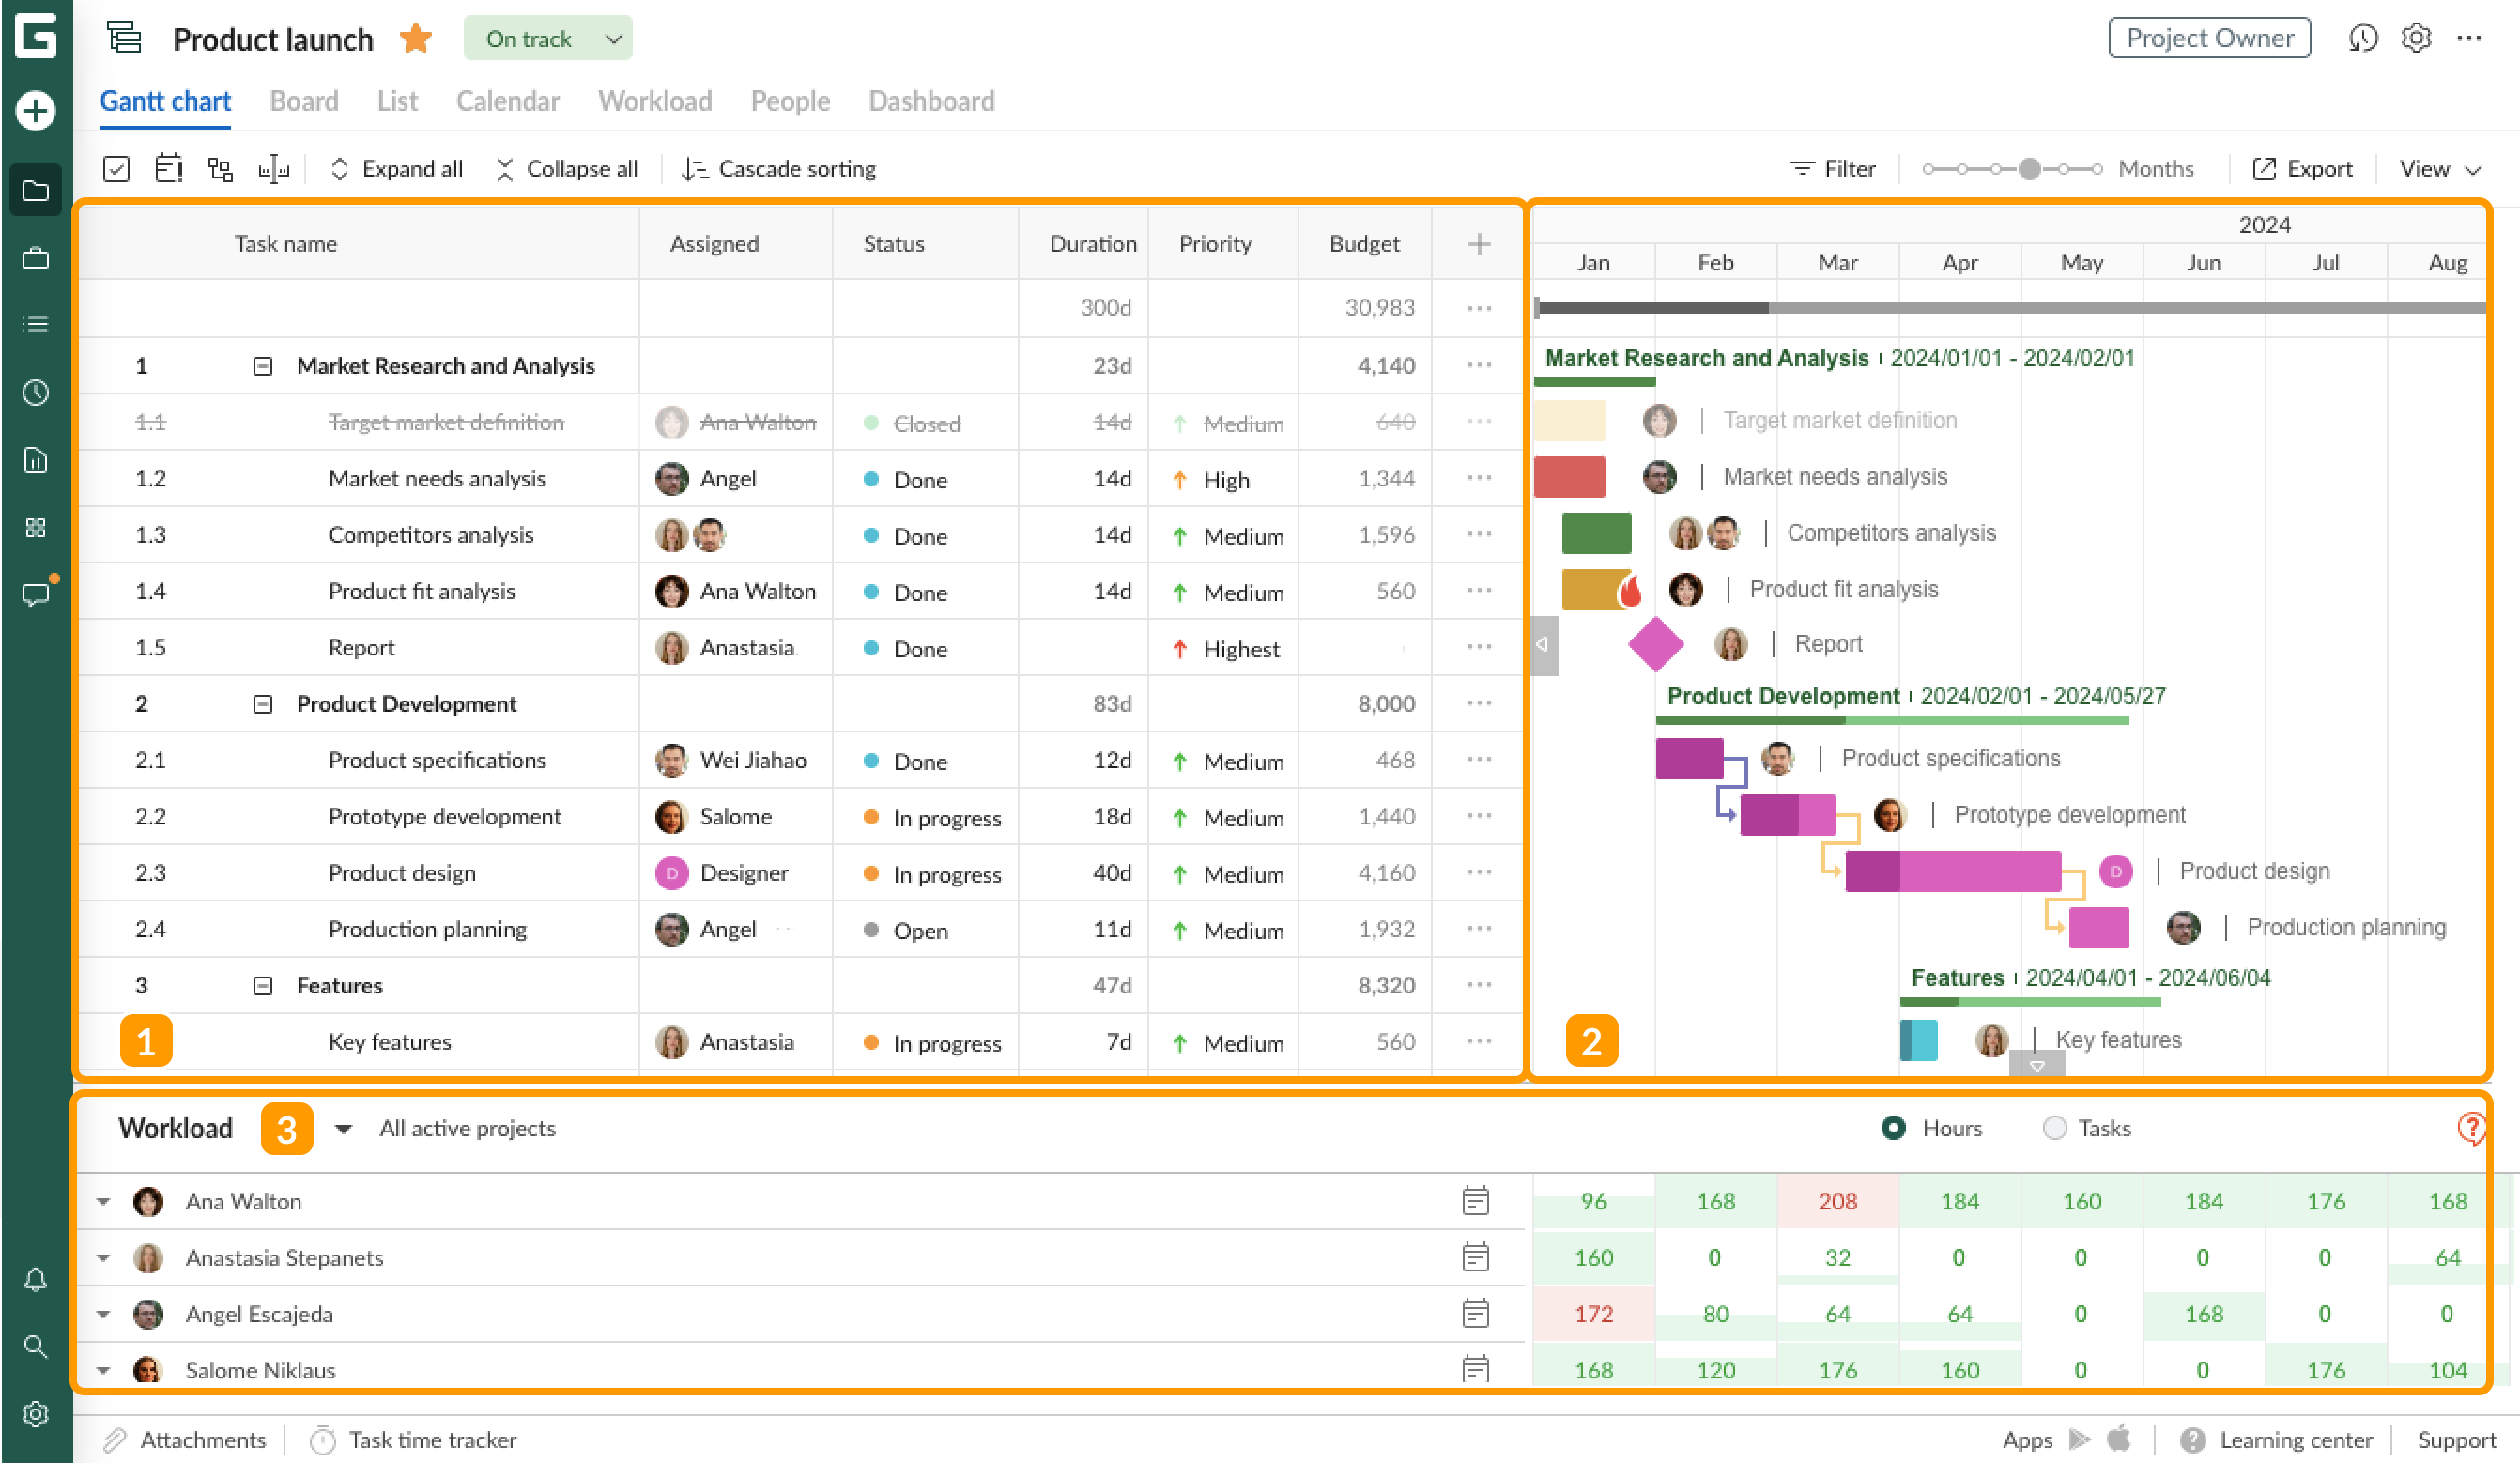 G
Product launch On track Project Owner
Gantt chart Board List Calendar Workload People Dashboard
Expand all Collapse all Cascade sorting Filter Months Export View
Task name Assigned Status Duration Priority Budget
2024
Jan Feb Mar Apr May Jun Jul Aug
300d 30,983
1 Market Research and Analysis 23d 4,140
Market Research and Analysis 2024/01/01 - 2024/02/01
1.1 Target market definition Ana Walton Closed 14d Medium 640
Target market definition
1.2 Market needs analysis Angel Done 14d High 1,344
Market needs analysis
1.3 Competitors analysis Done 14d Medium 1,596
Competitors analysis
1.4 Product fit analysis Ana Walton Done 14d Medium 560
Product fit analysis
1.5 Report Anastasia Done Highest
Report
2 Product Development 83d 8,000
Product Development 2024/02/01 - 2024/05/27
2.1 Product specifications Wei Jiahao Done 12d Medium 468
Product specifications
2.2 Prototype development Salome In progress 18d Medium 1,440
Prototype development
2.3 Product design D Designer In progress 40d Medium 4,160
D Product design
2.4 Production planning Angel Open 11d Medium 1,932
Production planning
3 Features 47d 8,320
Features 2024/04/01 - 2024/06/04
1 Key features Anastasia In progress 7d Medium 560
2 Key features
Workload 3 All active projects Hours Tasks ?
Ana Walton 96 168 208 184 160 184 176 168
Anastasia Stepanets 160 0 32 0 0 0 0 64
Angel Escajeda 172 80 64 64 0 168 0 0
Salome Niklaus 168 120 176 160 0 0 176 104
Attachments Task time tracker Apps ? Learning center Support